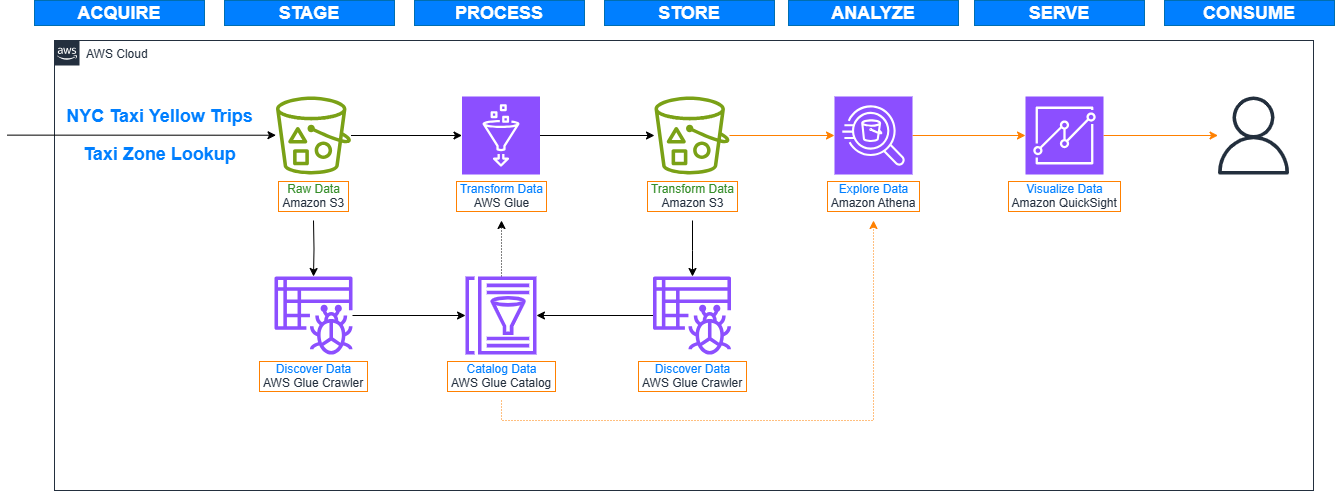 ACQUIRE
STAGE
PROCESS
STORE
ANALYZE
SERVE
CONSUME
aws
AWS Cloud
NYC Taxi Yellow Trips
Taxi Zone Lookup
Raw Data
Amazon S3
Transform Data
AWS Glue
Transform Data
Amazon S3
Explore Data
Amazon Athena
Visualize Data
Amazon QuickSight
Discover Data
AWS Glue Crawler
Catalog Data
AWS Glue Catalog
Discover Data
AWS Glue Crawler